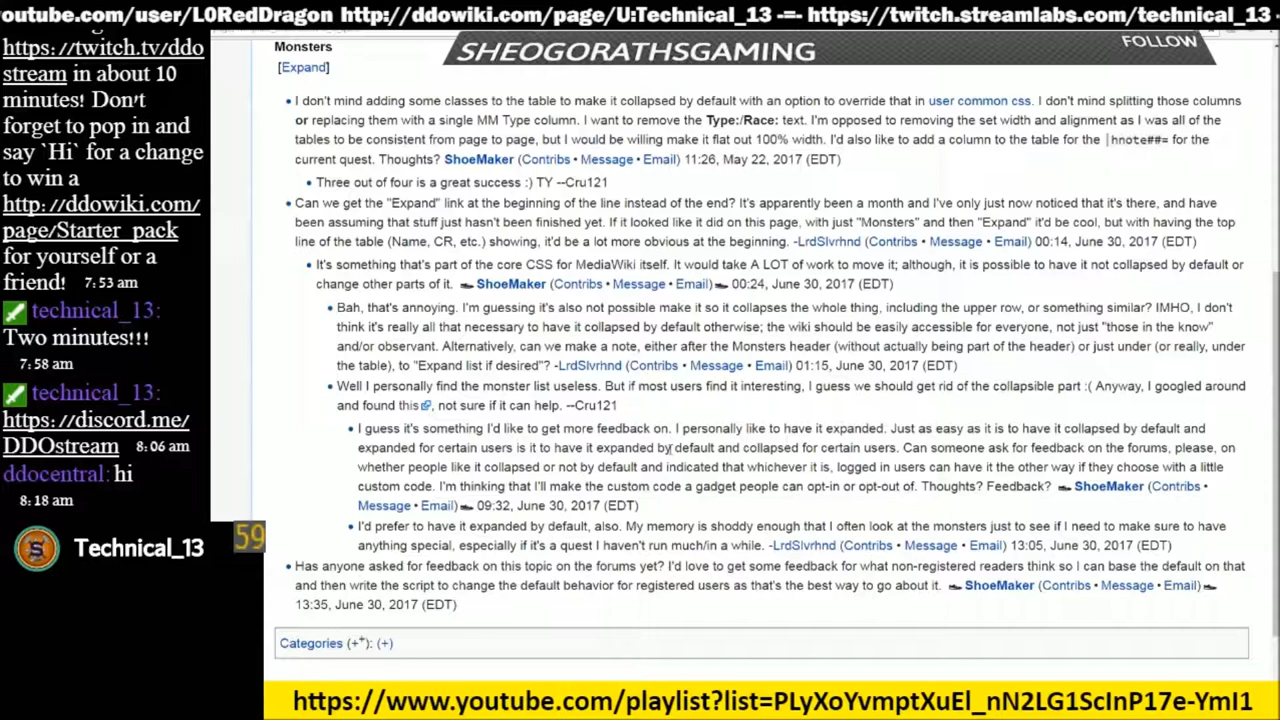 outube.com/user/L0RedDragon http://ddowiki.com/page/U:Technical_13 -=- https://twitch.streamlabs.com/technical_13
https://twitch.tv/ddo
stream in about 10
minutes! Don't
forget to pop in and
say `Hi` for a change
to win a
http://ddowiki.com/
page/Starter_pack
for yourself or a
friend! 7:53 am
technical_13:
Two minutes!!!
7:58 am
technical_13:
https://discord.me/
DDOstream 8:06 am
ddocentral: hi
8:18 am
Technical_13
59
SHEOGORATHSGAMING
FOLLOW
Monsters
[Expand]
• I don't mind adding some classes to the table to make it collapsed by default with an option to override that in user common css. I don't mind splitting those columns
or replacing them with a single MM Type column. I want to remove the Type:/Race: text. I'm opposed to removing the set width and alignment as I was all of the
tables to be consistent from page to page, but I would be willing make it flat out 100% width. I'd also like to add a column to the table for the |hnote##= for the
current quest. Thoughts? ShoeMaker (Contribs • Message • Email) 11:26, May 22, 2017 (EDT)
• Three out of four is a great success :) TY --Cru121
• Can we get the "Expand" link at the beginning of the line instead of the end? It's apparently been a month and I've only just now noticed that it's there, and have
been assuming that stuff just hasn't been finished yet. If it looked like it did on this page, with just "Monsters" and then "Expand" it'd be cool, but with having the top
line of the table (Name, CR, etc.) showing, it'd be a lot more obvious at the beginning. -LrdSlvrhnd (Contribs • Message • Email) 00:14, June 30, 2017 (EDT)
• It's something that's part of the core CSS for MediaWiki itself. It would take A LOT of work to move it; although, it is possible to have it not collapsed by default or
change other parts of it. ShoeMaker (Contribs • Message • Email) 00:24, June 30, 2017 (EDT)
• Bah, that's annoying. I'm guessing it's also not possible make it so it collapses the whole thing, including the upper row, or something similar? IMHO, I don't
think it's really all that necessary to have it collapsed by default otherwise; the wiki should be easily accessible for everyone, not just "those in the know"
and/or observant. Alternatively, can we make a note, either after the Monsters header (without actually being part of the header) or just under (or really, under
the table), to "Expand list if desired"? -LrdSlvrhnd (Contribs • Message • Email) 01:15, June 30, 2017 (EDT)
• Well I personally find the monster list useless. But if most users find it interesting, I guess we should get rid of the collapsible part :( Anyway, I googled around
and found this, not sure if it can help. --Cru121
• I guess it's something I'd like to get more feedback on. I personally like to have it expanded. Just as easy as it is to have it collapsed by default and
expanded for certain users is it to have it expanded by default and collapsed for certain users. Can someone ask for feedback on the forums, please, on
whether people like it collapsed or not by default and indicated that whichever it is, logged in users can have it the other way if they choose with a little
custom code. I'm thinking that I'll make the custom code a gadget people can opt-in or opt-out of. Thoughts? Feedback? ShoeMaker (Contribs •
Message • Email) 09:32, June 30, 2017 (EDT)
• I'd prefer to have it expanded by default, also. My memory is shoddy enough that I often look at the monsters just to see if I need to make sure to have
anything special, especially if it's a quest I haven't run much/in a while. -LrdSlvrhnd (Contribs • Message • Email) 13:05, June 30, 2017 (EDT)
• Has anyone asked for feedback on this topic on the forums yet? I'd love to get some feedback for what non-registered readers think so I can base the default on that
and then write the script to change the default behavior for registered users as that's the best way to go about it. ShoeMaker (Contribs • Message • Email)
13:35, June 30, 2017 (EDT)
Categories (+⁺): (+)
https://www.youtube.com/playlist?list=PLyXoYvmptXuEl_nN2LG1ScInP17e-YmI1